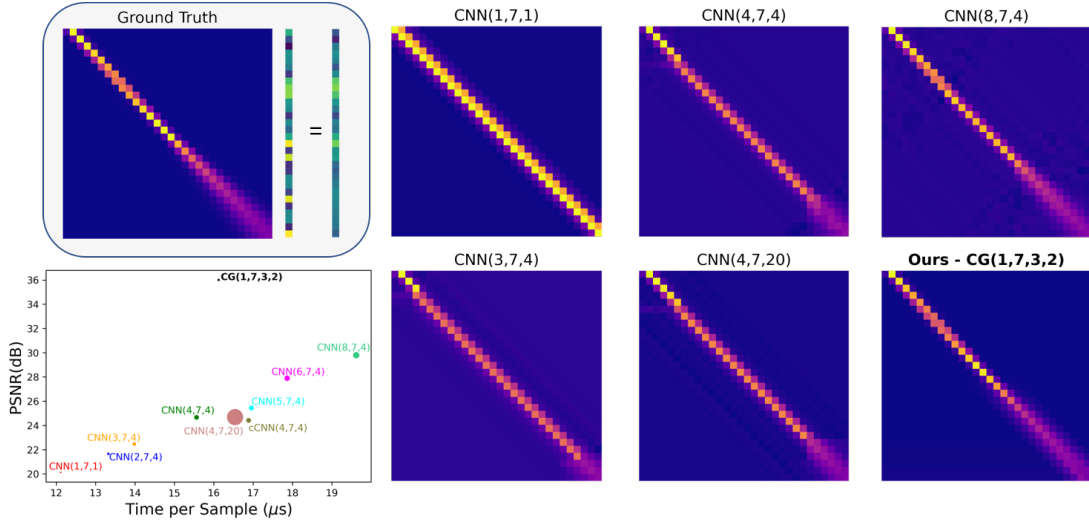 Ground Truth
=
CNN(1,7,1)
CNN(4,7,4)
CNN(8,7,4)
CNN(3,7,4)
CNN(4,7,20)
Ours - CG(1,7,3,2)
PSNR(dB)
36
34
32
30
28
26
24
22
20
CG(1,7,3,2)
CNN(8,7,4)
CNN(6,7,4)
CNN(5,7,4)
CNN(4,7,4)
CNN(4,7,20)
cCNN(4,7,4)
CNN(3,7,4)
CNN(2,7,4)
CNN(1,7,1)
12 13 14 15 16 17 18 19
Time per Sample (μs)